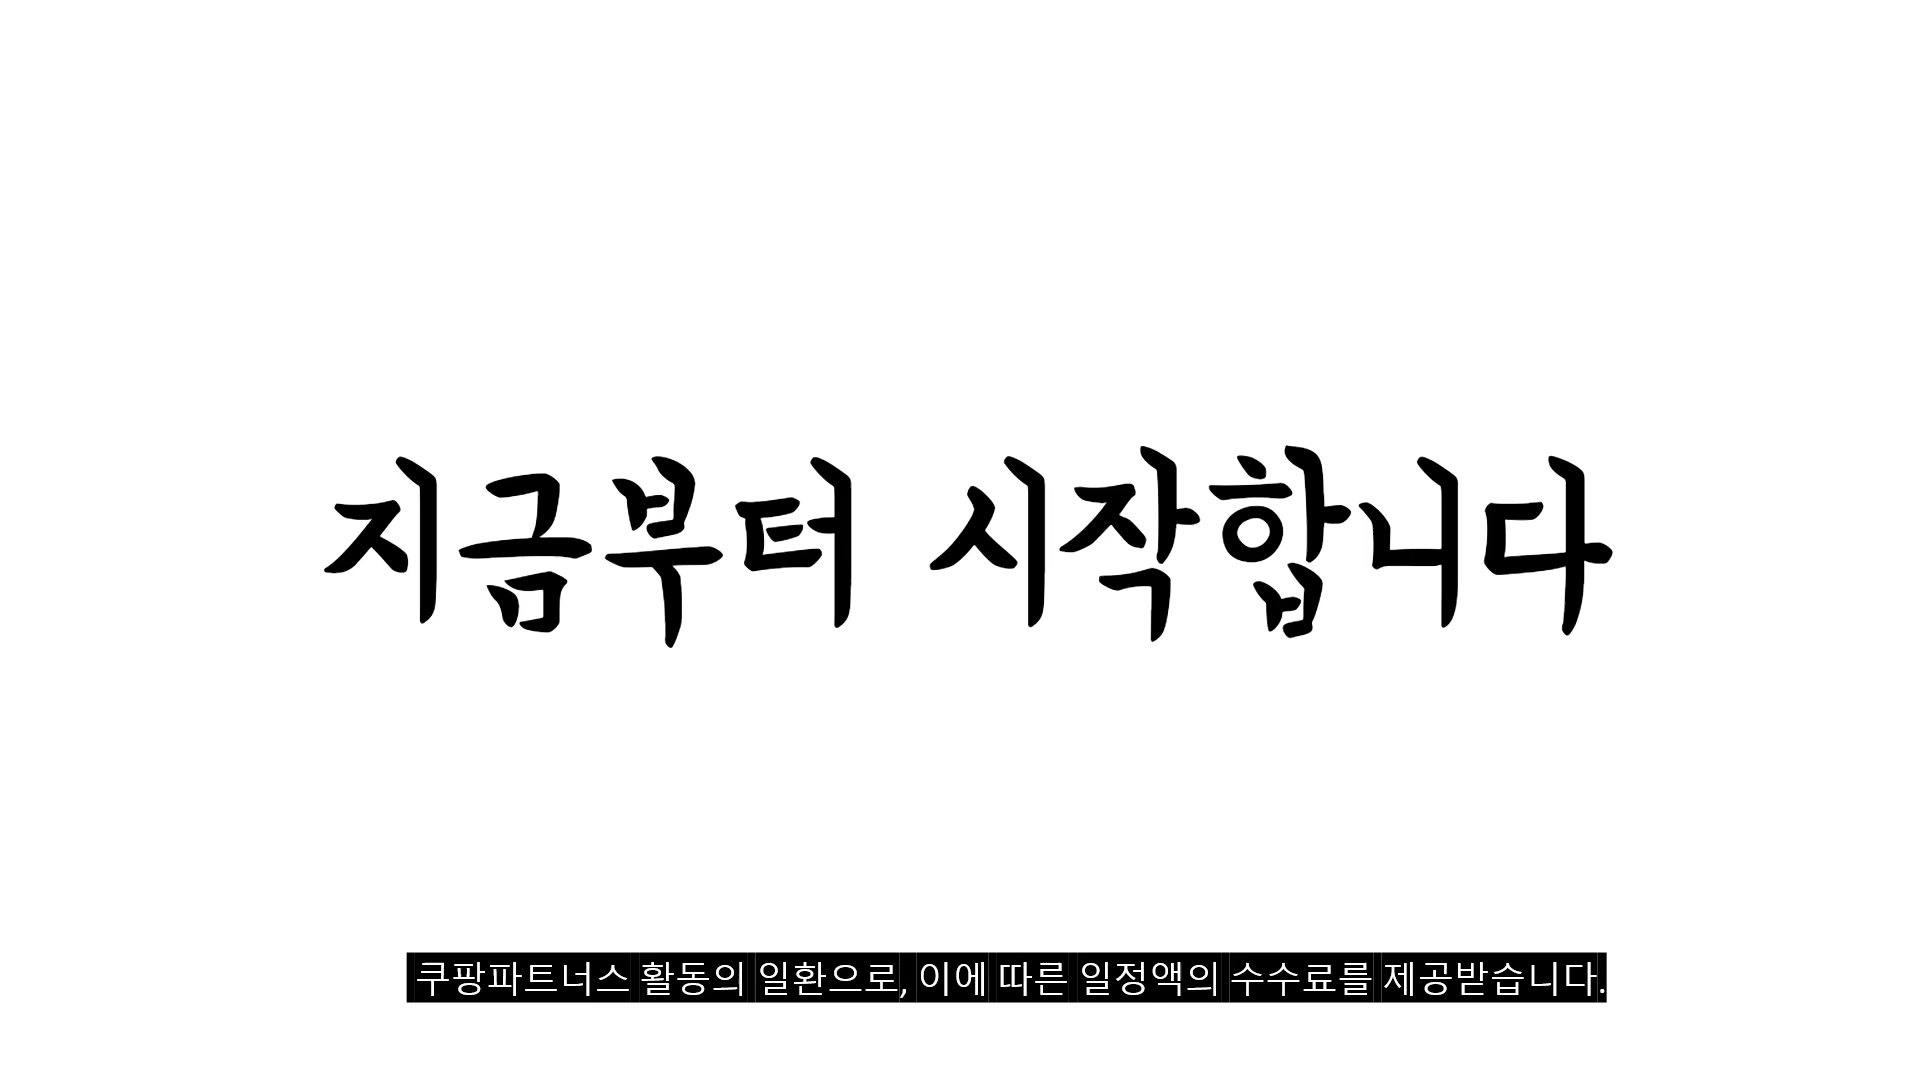 지금부터 시작합니다
쿠팡파트너스 활동의 일환으로, 이에 따른 일정액의 수수료를 제공받습니다.